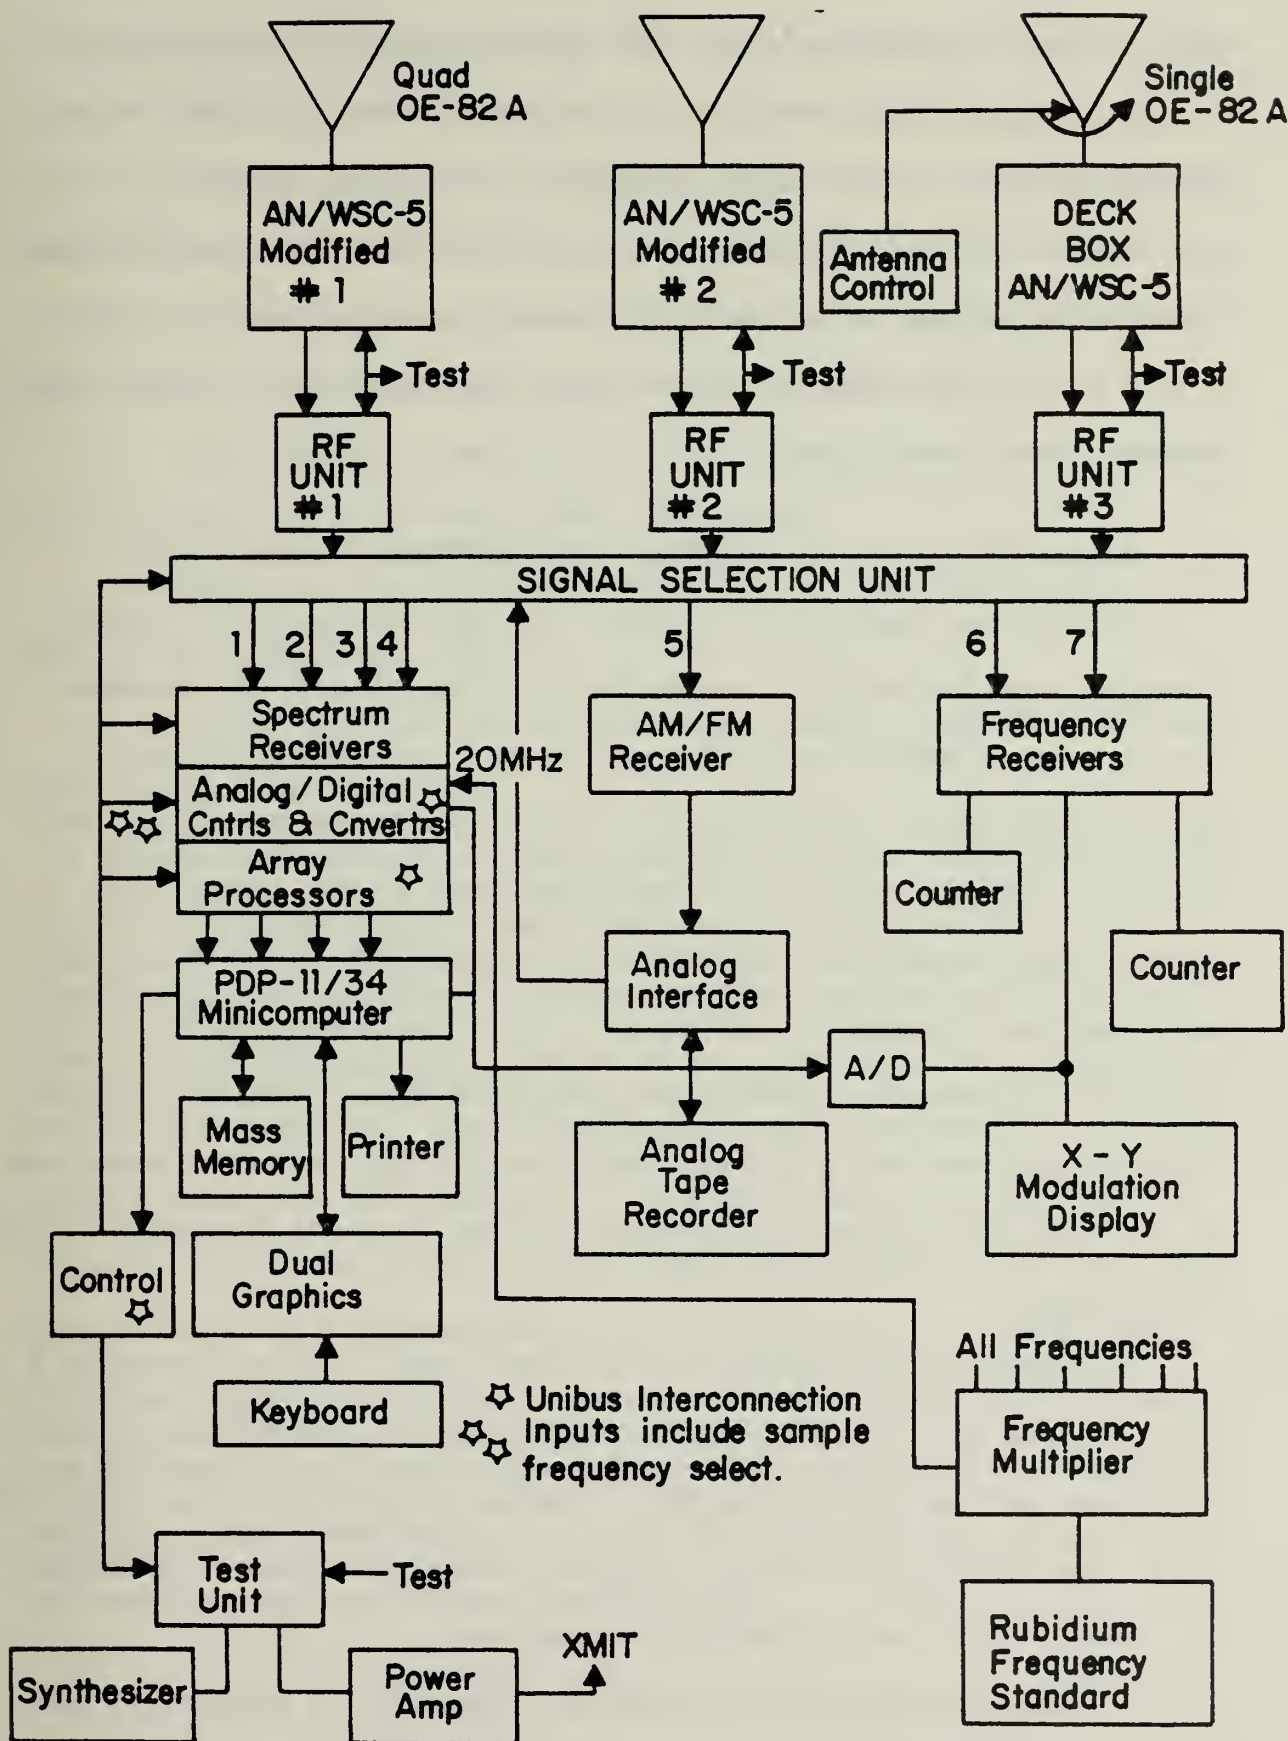 Quad
OE-82 A
Single
OE-82 A
AN/WSC-5
Modified
# 1
AN/WSC-5
Modified
# 2
Antenna
Control
DECK
BOX
AN/WSC-5
Test
Test
Test
RF
UNIT
# 1
RF
UNIT
#2
RF
UNIT
#3
SIGNAL SELECTION UNIT
1
2
3
4
5
6
7
Spectrum
Receivers
20MHz
AM/FM
Receiver
Frequency
Receivers
Analog/Digital
Cntrls & Cnvertrs
Array
Processors
Counter
Counter
PDP-11/34
Minicomputer
Analog
Interface
A/D
Mass
Memory
Printer
Analog
Tape
Recorder
X - Y
Modulation
Display
Control
Dual
Graphics
Keyboard
All Frequencies
Frequency
Multiplier
Unibus Interconnection
Inputs include sample
frequency select.
Test
Unit
Test
Synthesizer
Power
Amp
XMIT
Rubidium
Frequency
Standard